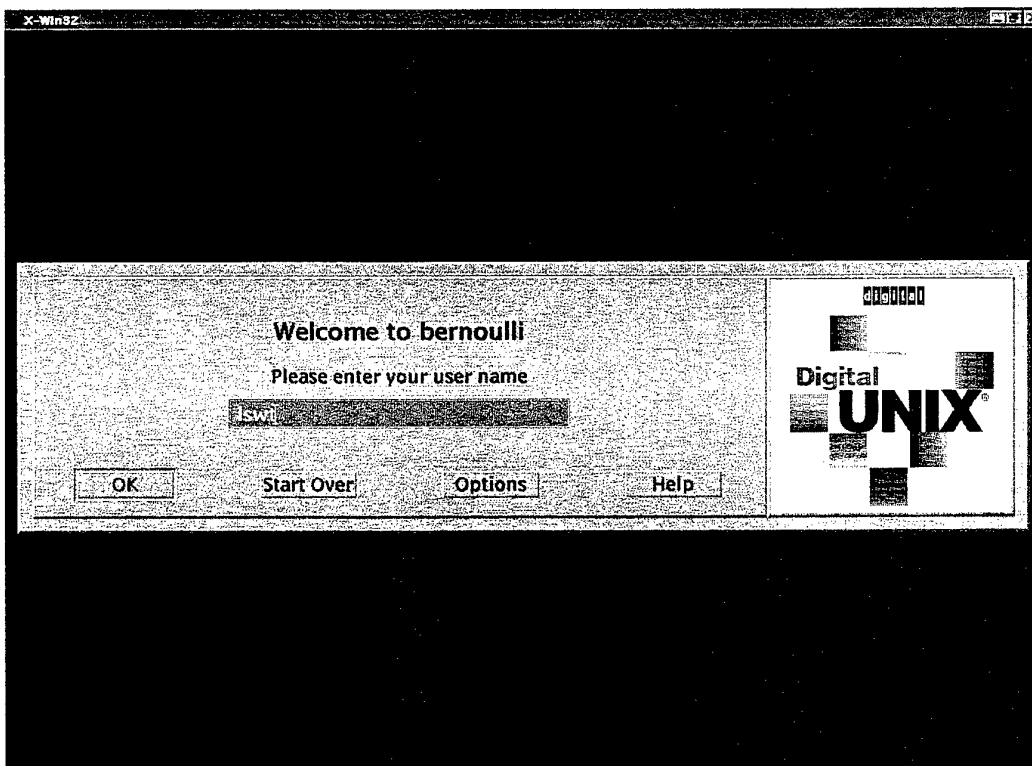 X-Win32
digital
Welcome to bernoulli
Please enter your user name
Digital
UNIX®
OK
Start Over
Options
Help